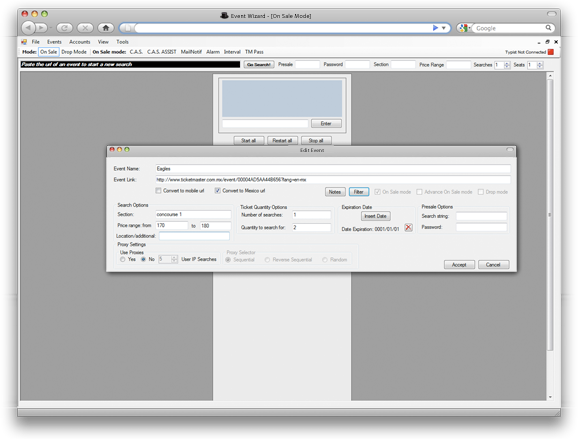 Event Wizard - [On Sale Mode]
Google
File Events Accounts View Tools
Mode: On Sale Drop Mode On Sale mode: C.A.S. C.A.S. ASSIST MailNotif Alarm Interval TM Pass Typist Not Connected
Paste the url of an event to start a new search Go Search! Presale Password Section Price Range Searches 1 Seats 1
Enter
Start all Restart all Stop all
Edit Event
Event Name: Eagles
Event Link: http://www.ticketmaster.com.mx/event/00004AD5AA44B656?lang=en-mx
Convert to mobile url Convert to Mexico url Notes Filter On Sale mode Advance On Sale mode Drop mode
Search Options Ticket Quantity Options Expiration Date Presale Options
Section: concourse 1 Number of searches: 1 Insert Date Search string:
Price range: from 170 to 180 Quantity to search for: 2 Date Expiration: 0001/01/01 Password:
Location/additional:
Proxy Settings
Use Proxies Proxy Selector
Yes No 5 User IP Searches Sequential Reverse Sequential Random
Accept Cancel